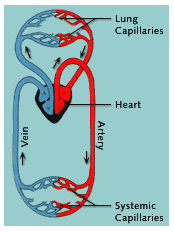 Lung
Capillaries
Heart
Vein
Artery
Systemic
Capillaries